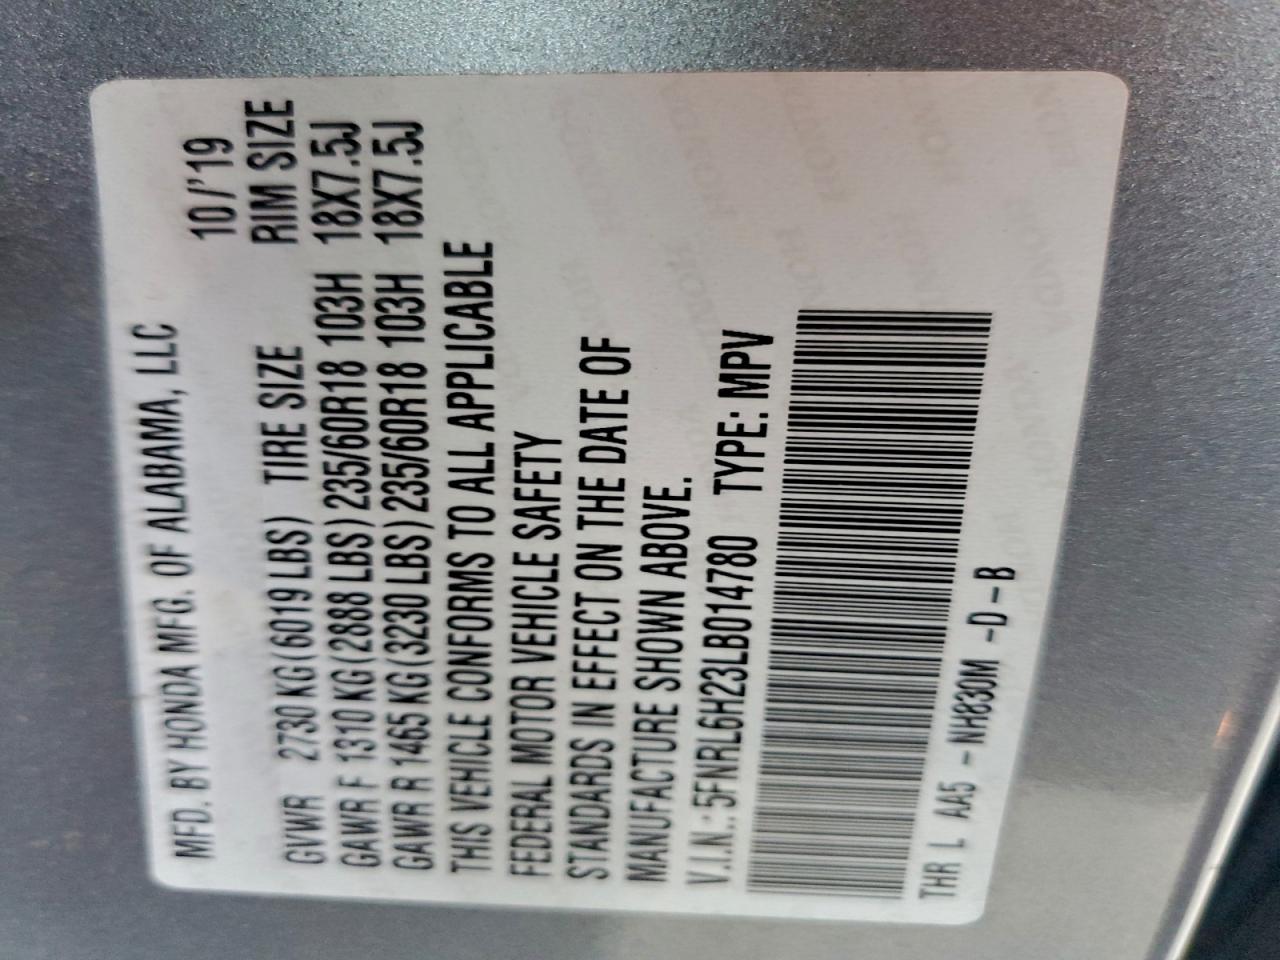 MFD. BY HONDA MFG. OF ALABAMA, LLC
10/'19
GVWR 2730 KG (6019 LBS) TIRE SIZE RIM SIZE
GAWR F 1310 KG (2888 LBS) 235/60R18 103H 18X7.5J
GAWR R 1465 KG (3230 LBS) 235/60R18 103H 18X7.5J
THIS VEHICLE CONFORMS TO ALL APPLICABLE
FEDERAL MOTOR VEHICLE SAFETY
STANDARDS IN EFFECT ON THE DATE OF
MANUFACTURE SHOWN ABOVE.
V.I.N.: 5FNRL6H23LB014780 TYPE: MPV
THR L AA5 - NH830M - D - B